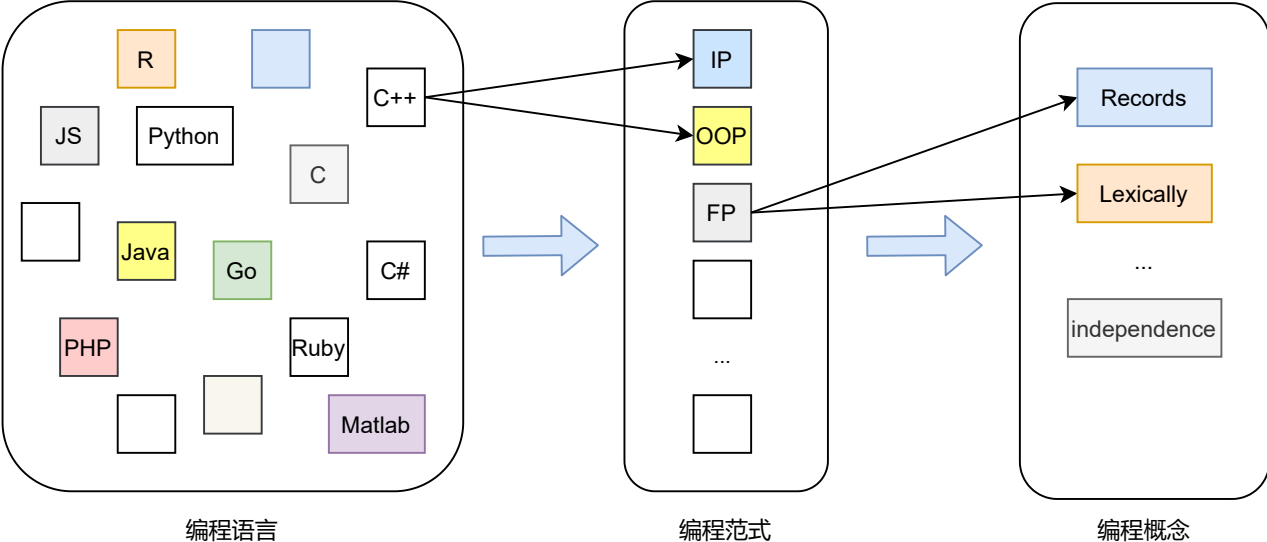 R
C++
JS
Python
C
Java
Go
C#
PHP
Ruby
Matlab
编程语言
IP
OOP
FP
...
编程范式
Records
Lexically
...
independence
编程概念